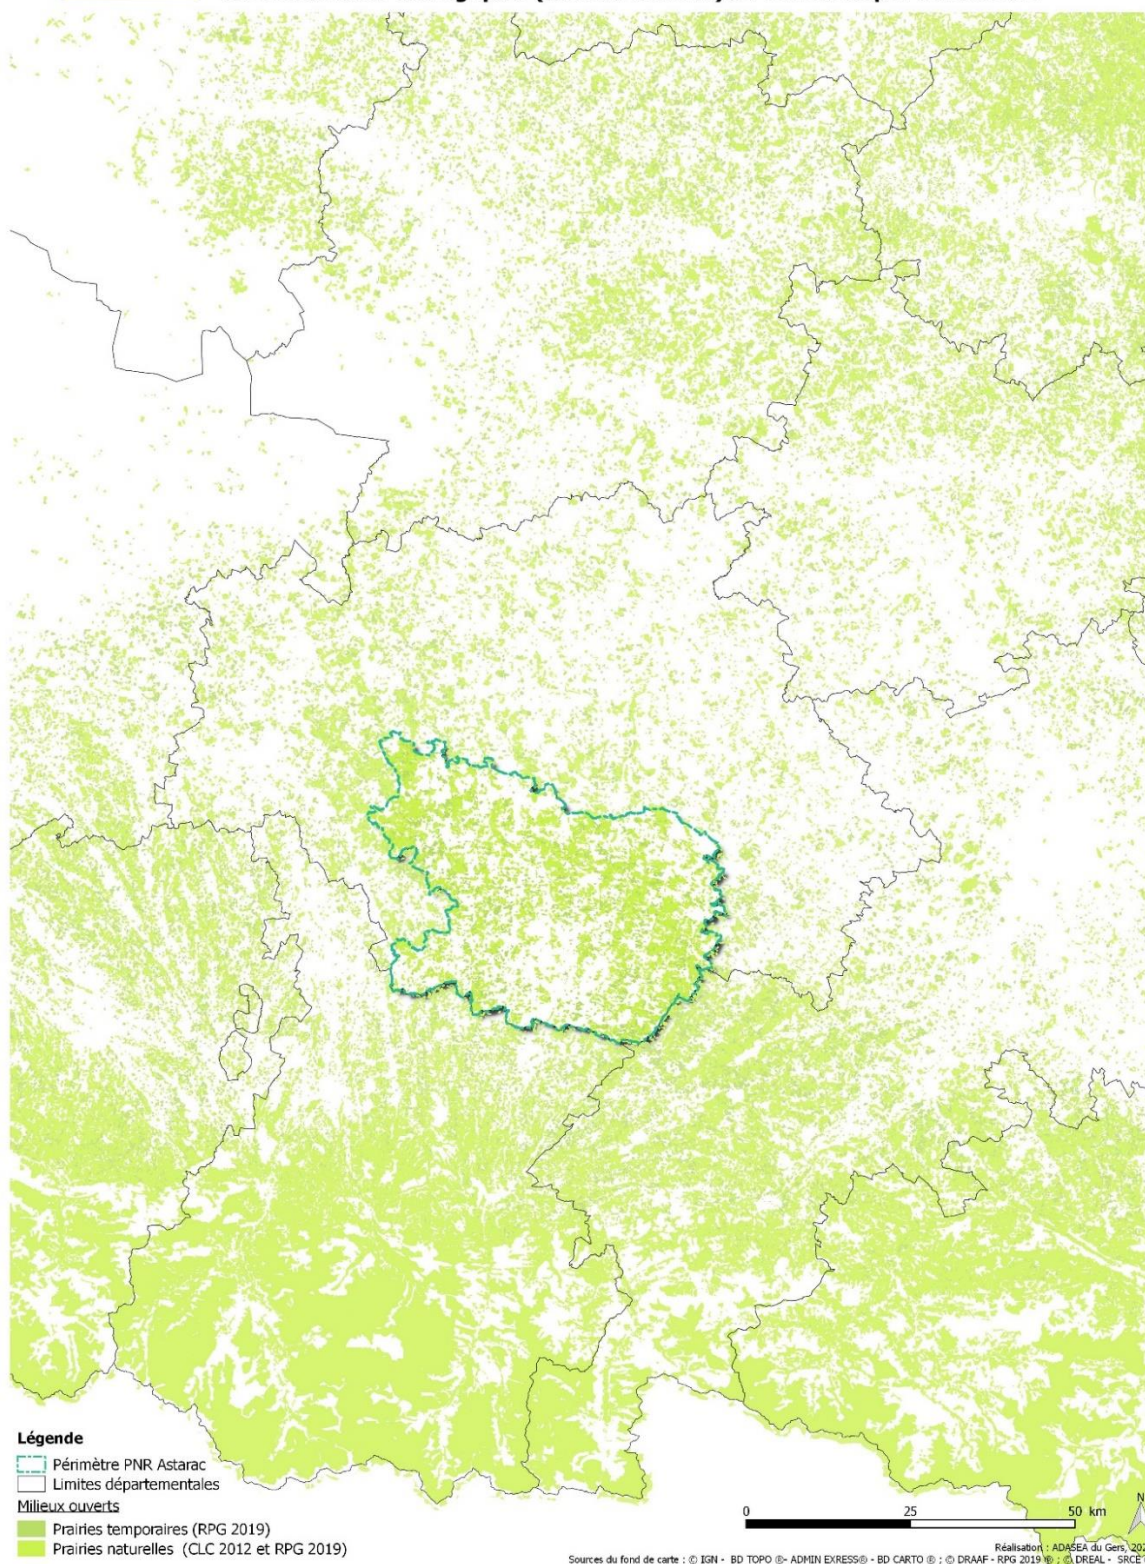 Légende
Périmètre PNR Astarac
Limites départementales
Milieux ouverts
Prairies temporaires (RPG 2019)
Prairies naturelles (CLC 2012 et RPG 2019)
0 25 50 km
N
Réalisation : ADASEA du Gers,
Sources du fond de carte : © IGN - BD TOPO ®- ADMIN EXRESS® - BD CARTO ® ; © DRAAF - RPG 2019 ® ; © DREAL - SRCE